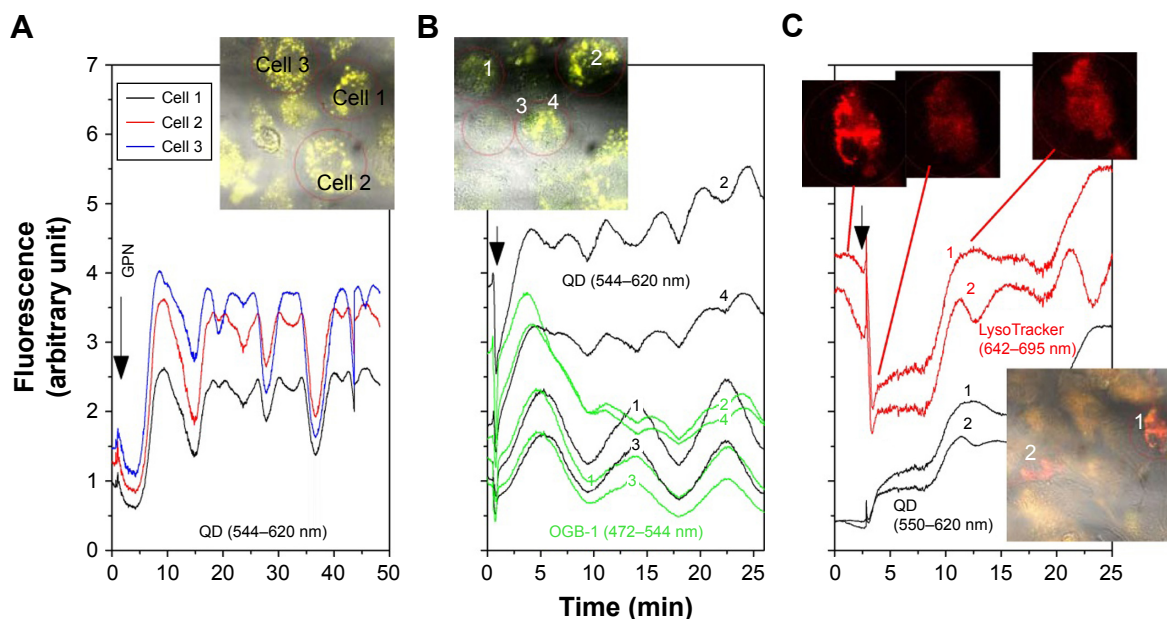 A
B
C
Fluorescence
(arbitrary unit)
7
6
5
4
3
2
1
0
Cell 1
Cell 2
Cell 3
Cell 3
Cell 1
Cell 2
GPN
QD (544–620 nm)
0
10
20
30
40
50
1
2
3
4
2
QD (544–620 nm)
4
1
2
4
3
1
3
OGB-1 (472–544 nm)
0
5
10
15
20
25
1
2
LysoTracker
(642–695 nm)
1
2
QD
(550–620 nm)
1
2
0
5
10
15
20
25
Time (min)